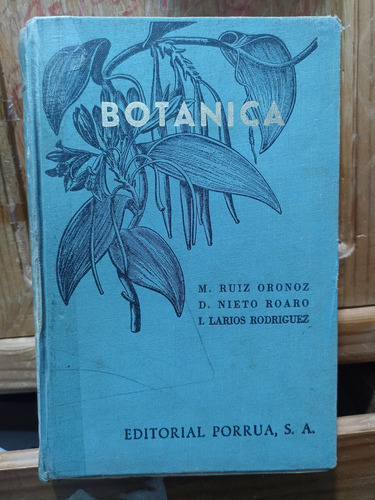 BOTANICA
M. RUIZ ORONOZ
D. NIETO ROARO
I. LARIOS RODRIGUEZ
EDITORIAL PORRUA, S. A.